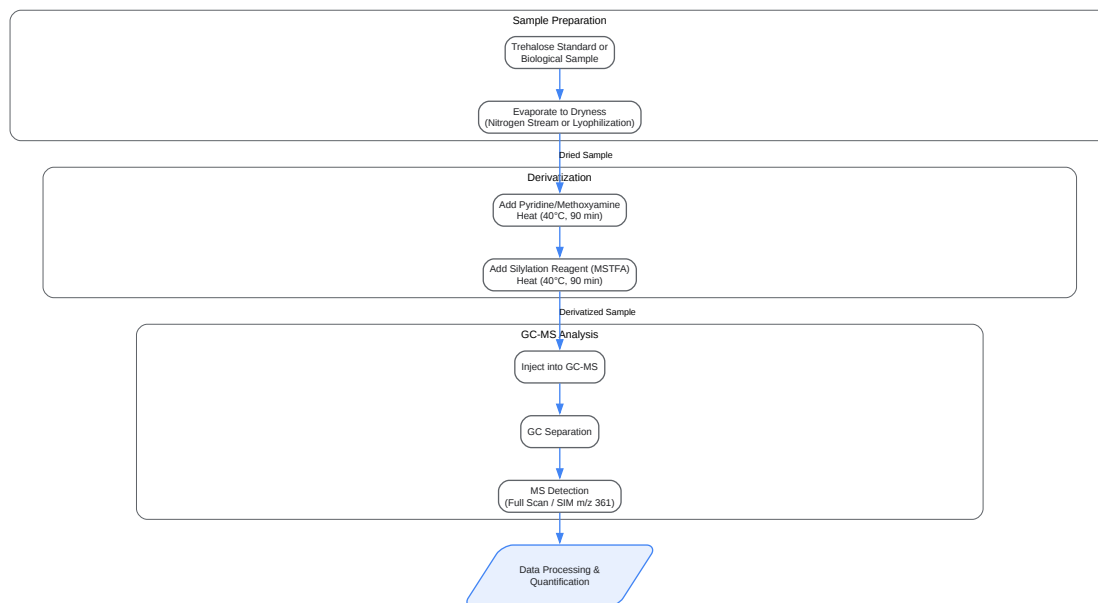 Sample Preparation
Trehalose Standard or
Biological Sample
Evaporate to Dryness
(Nitrogen Stream or Lyophilization)
Dried Sample
Derivatization
Add Pyridine/Methoxyamine
Heat (40°C, 90 min)
Add Silylation Reagent (MSTFA)
Heat (40°C, 90 min)
Derivatized Sample
GC-MS Analysis
Inject into GC-MS
GC Separation
MS Detection
(Full Scan / SIM m/z 361)
Data Processing &
Quantification